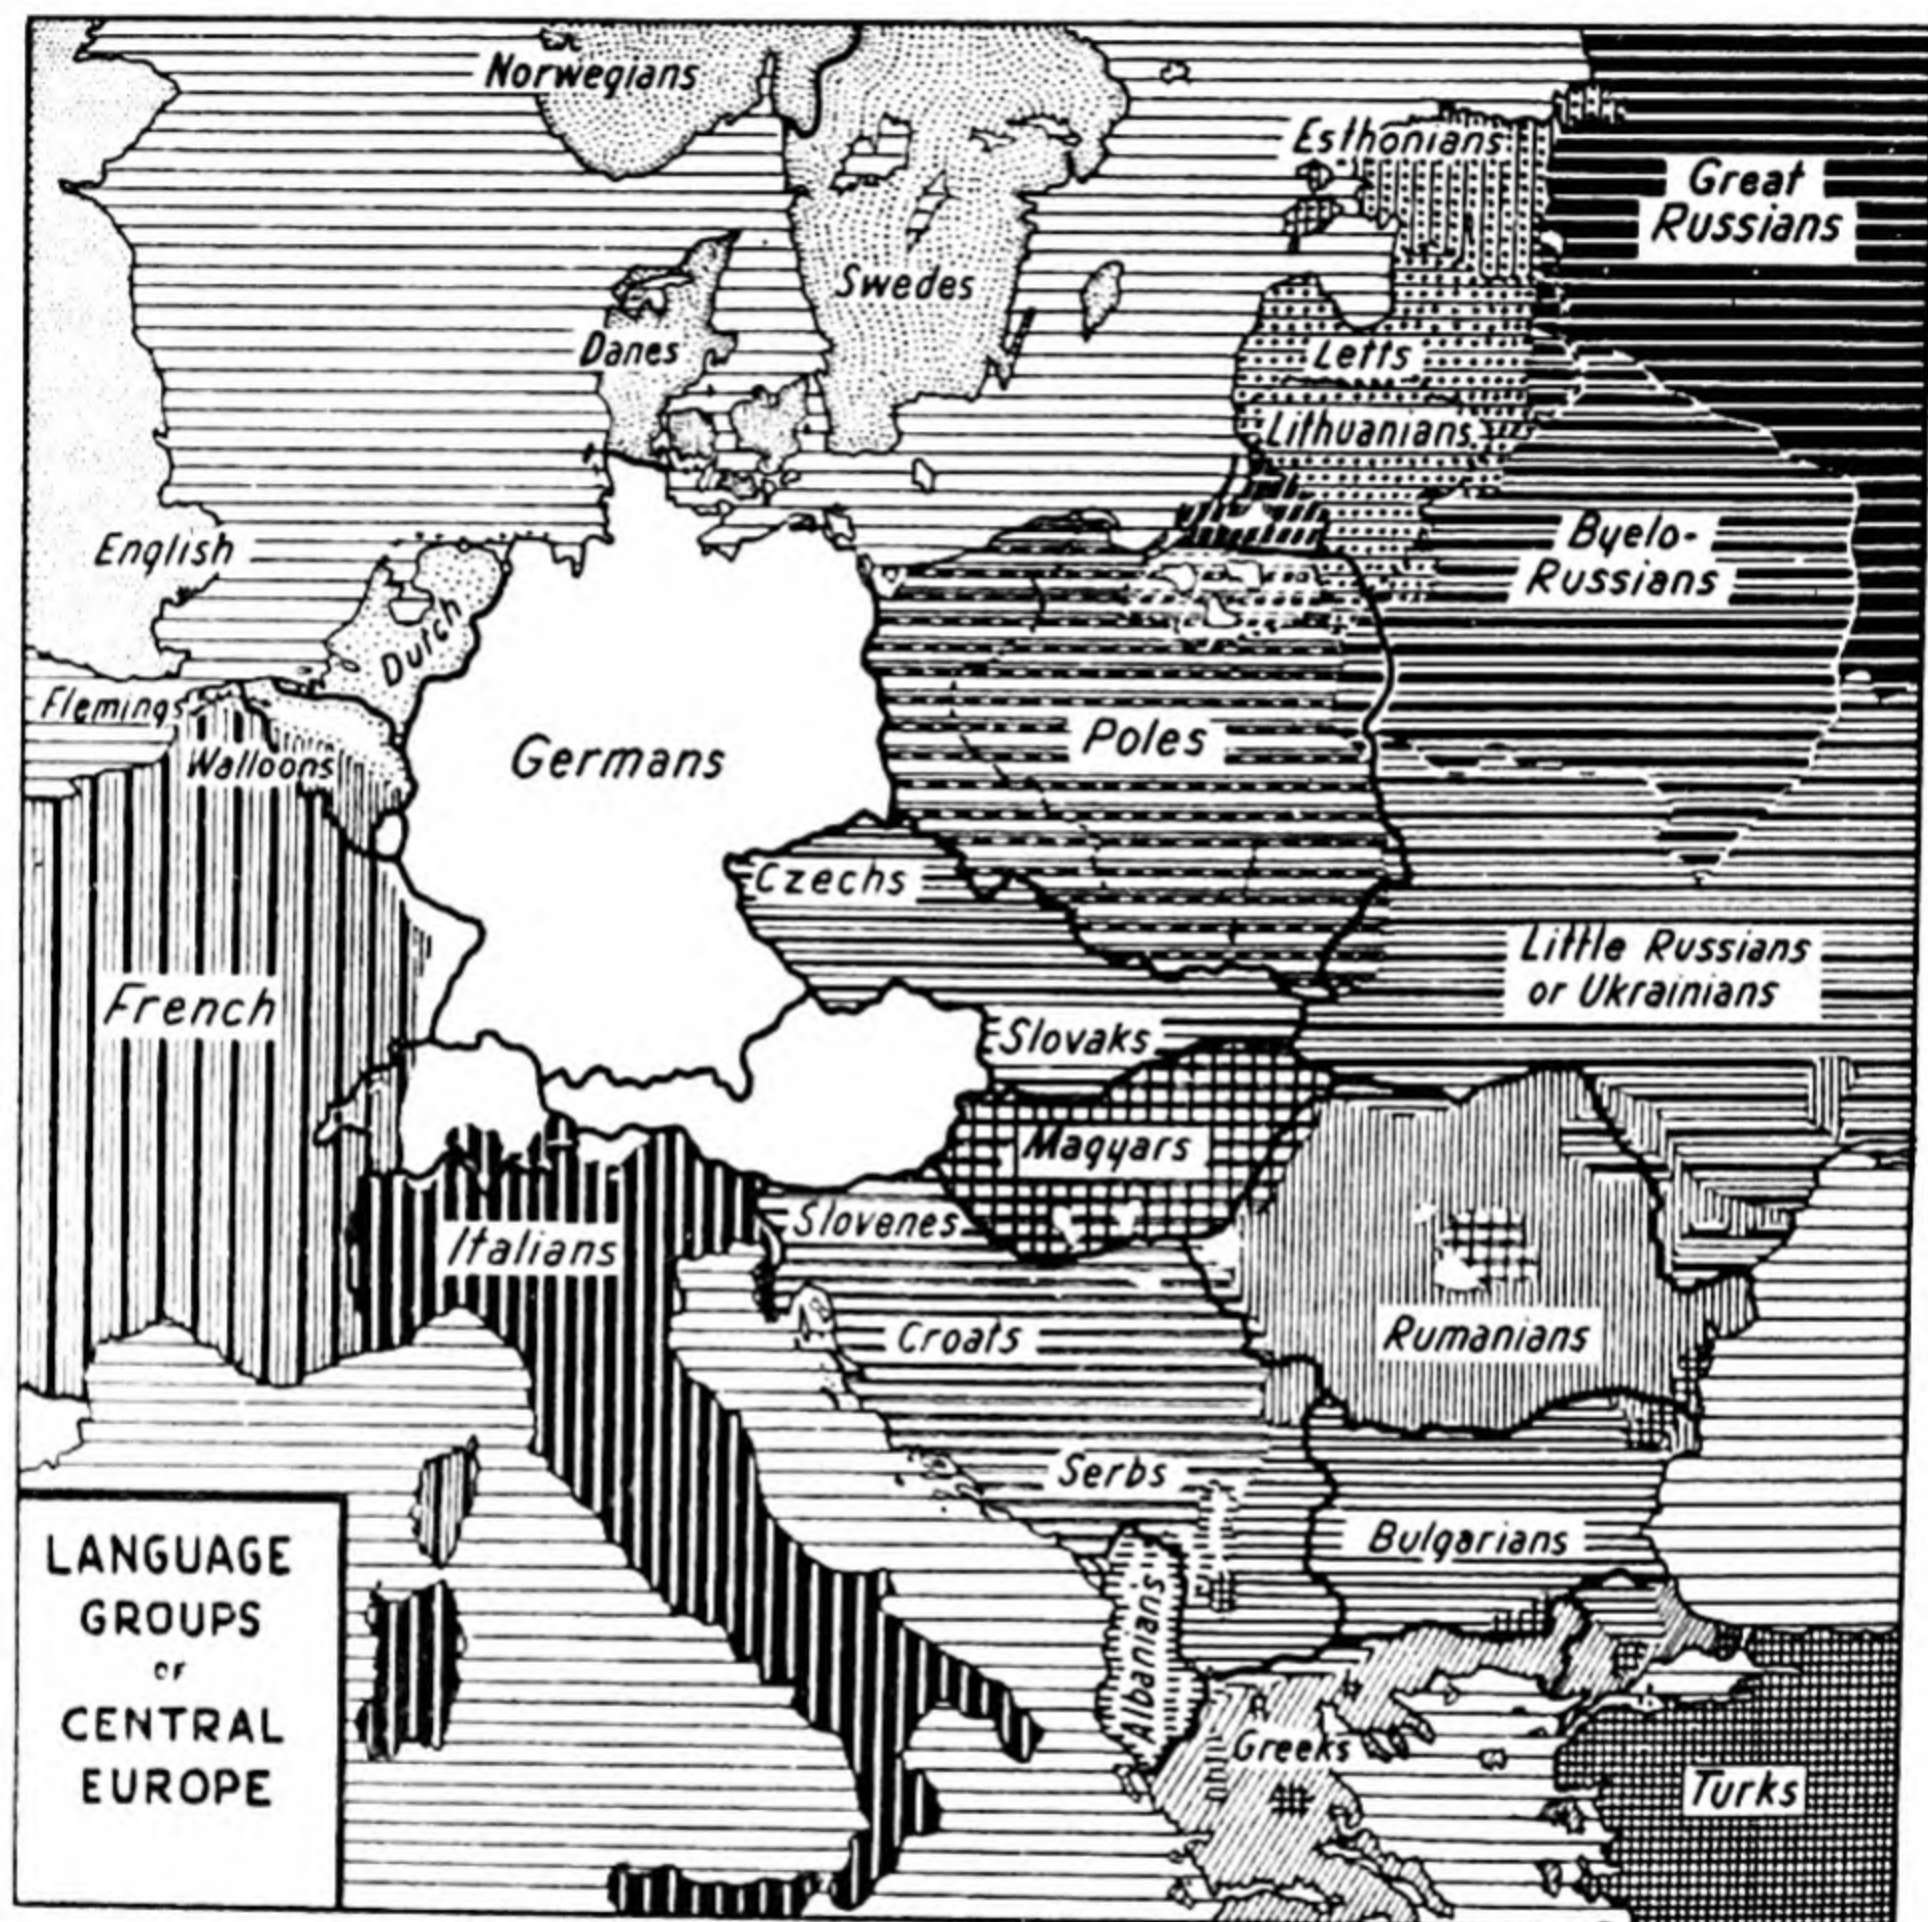 Norwegians
Esthonians
Great
Russians
Swedes
Danes
Letts
Lithuanians
English
Byelo-
Russians
Dutch
Flemings
Walloons
Germans
Poles
Czechs
Little Russians
or Ukrainians
French
Slovaks
Magyars
Slovenes
Italians
Croats
Rumanians
Serbs
Bulgarians
Albanians
Greeks
Turks
LANGUAGE
GROUPS
OF
CENTRAL
EUROPE